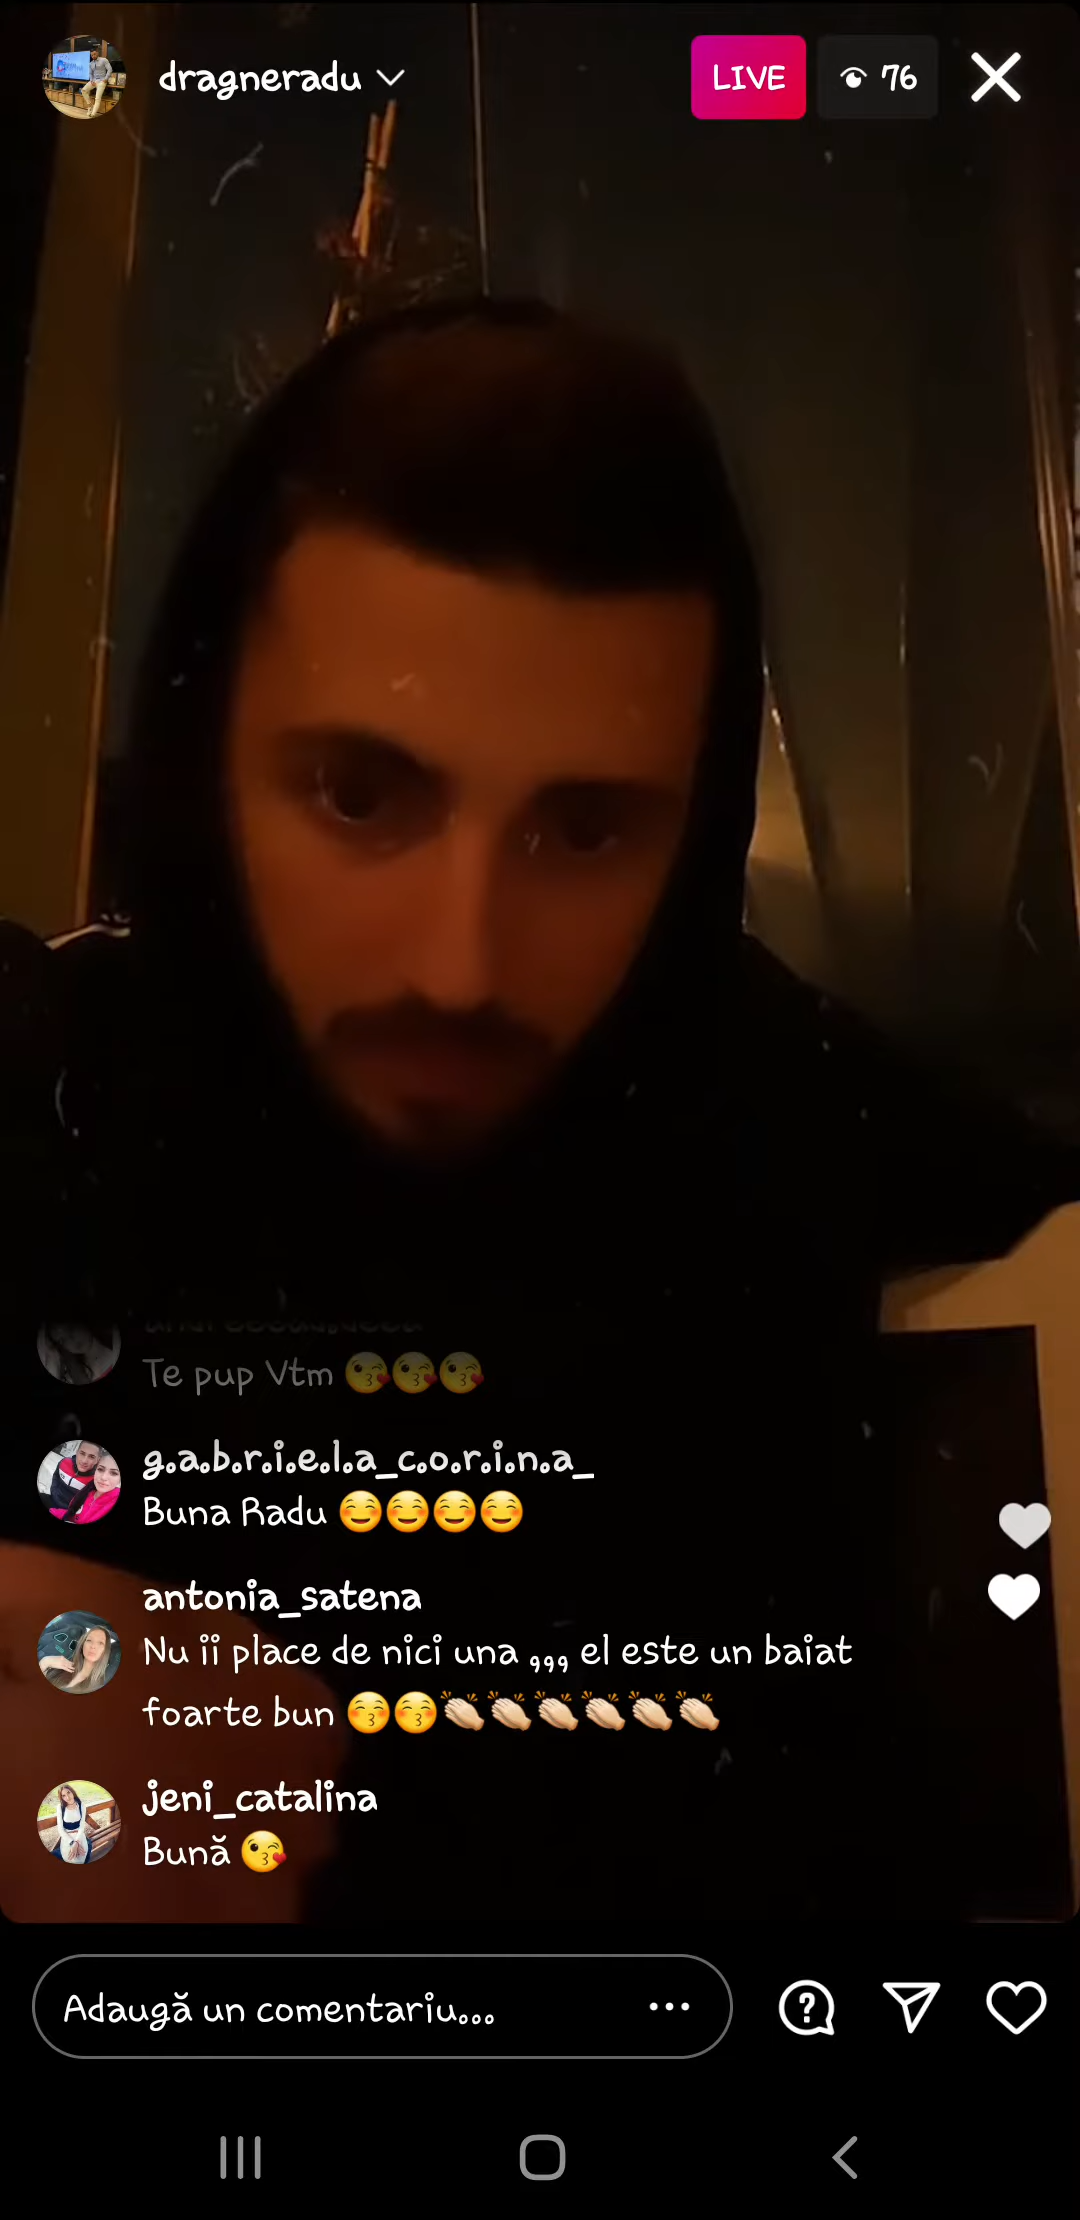 dragneradu
LIVE
76
Te pup Vtm 😘😘😘
g.a.b.r.i.e.l.a_c.o.r.i.n.a_
Buna Radu ☺️☺️☺️☺️
antonia_satena
Nu ii place de nici una ,,, el este un baiat
foarte bun 😚😚👏🏻👏🏻👏🏻👏🏻👏🏻👏🏻
jeni_catalina
Bună 😘
Adaugă un comentariu...